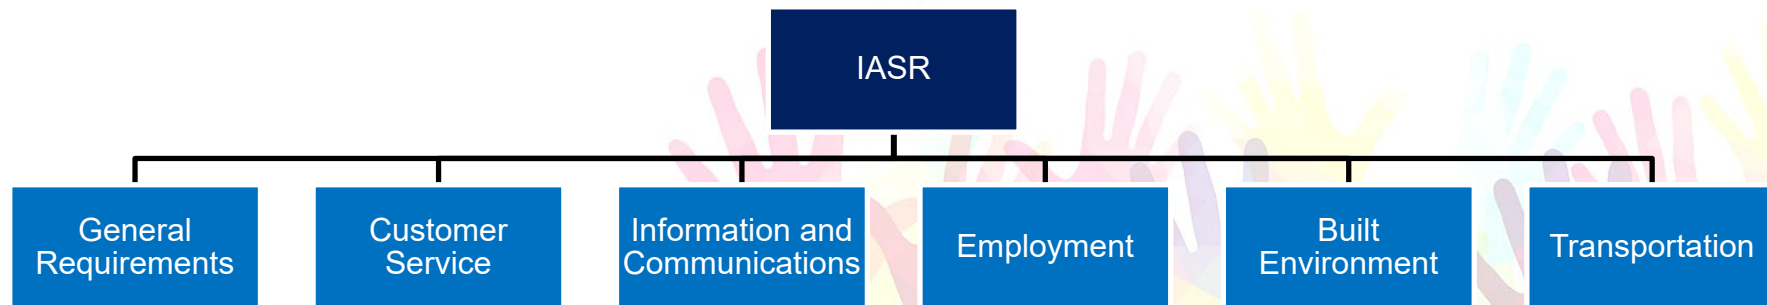 IASR
General
Requirements
Customer
Service
Information and
Communications
Employment
Built
Environment
Transportation